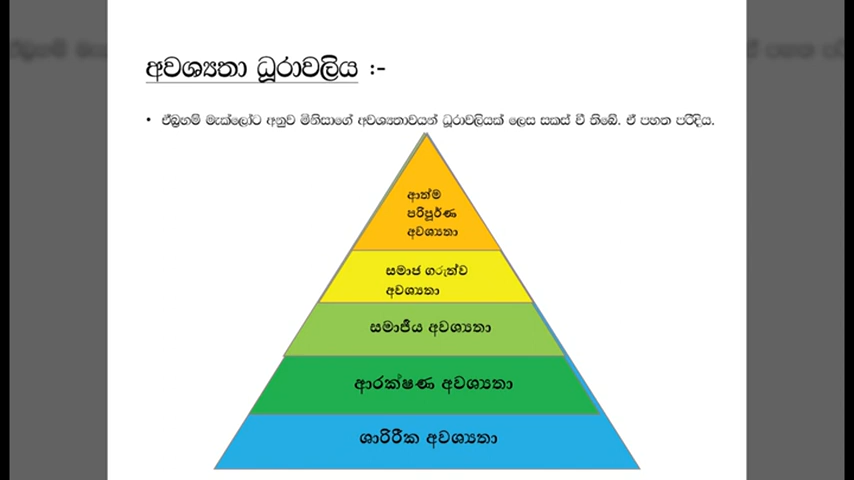 අවශ්‍යතා ධූරාවලිය :-
• ඒබ්‍රහම් මැක්ලෝට අනුව මිනිසාගේ අවශ්‍යතාවයන් ධූරාවලියක් ලෙස සකස් වී තිබේ. ඒ පහත පරිදිය.
ආත්ම
පරිපූර්ණ
අවශ්‍යතා
සමාජ ගරුත්ව
අවශ්‍යතා
සමාජීය අවශ්‍යතා
ආරක්ෂණ අවශ්‍යතා
ශාරිරීක අවශ්‍යතා